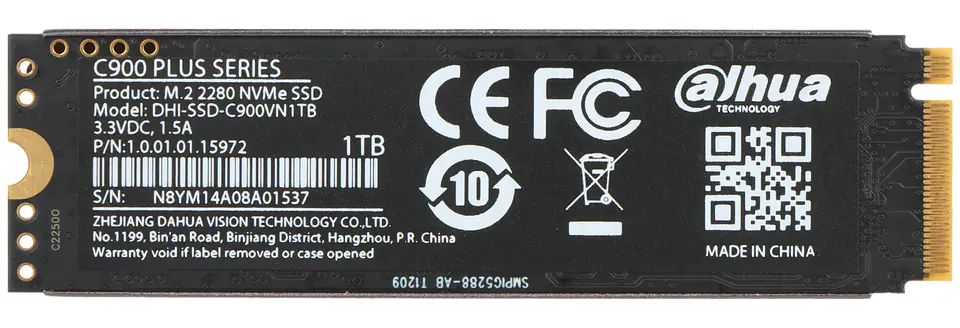 C900 PLUS SERIES
Product: M.2 2280 NVMe SSD
Model: DHI-SSD-C900VN1TB
3.3VDC, 1.5A
P/N:1.0.01.01.15972
1TB
S/N: N8YM14A08A01537
ZHEJIANG DAHUA VISION TECHNOLOGY CO.,LTD.
No.1199, Bin'an Road, Binjiang District, Hangzhou, P.R. China
Warranty void if label removed or case opened
CE FC
10
alhua
TECHNOLOGY
MADE IN CHINA
C22500
SMPIG5288-AB T1209